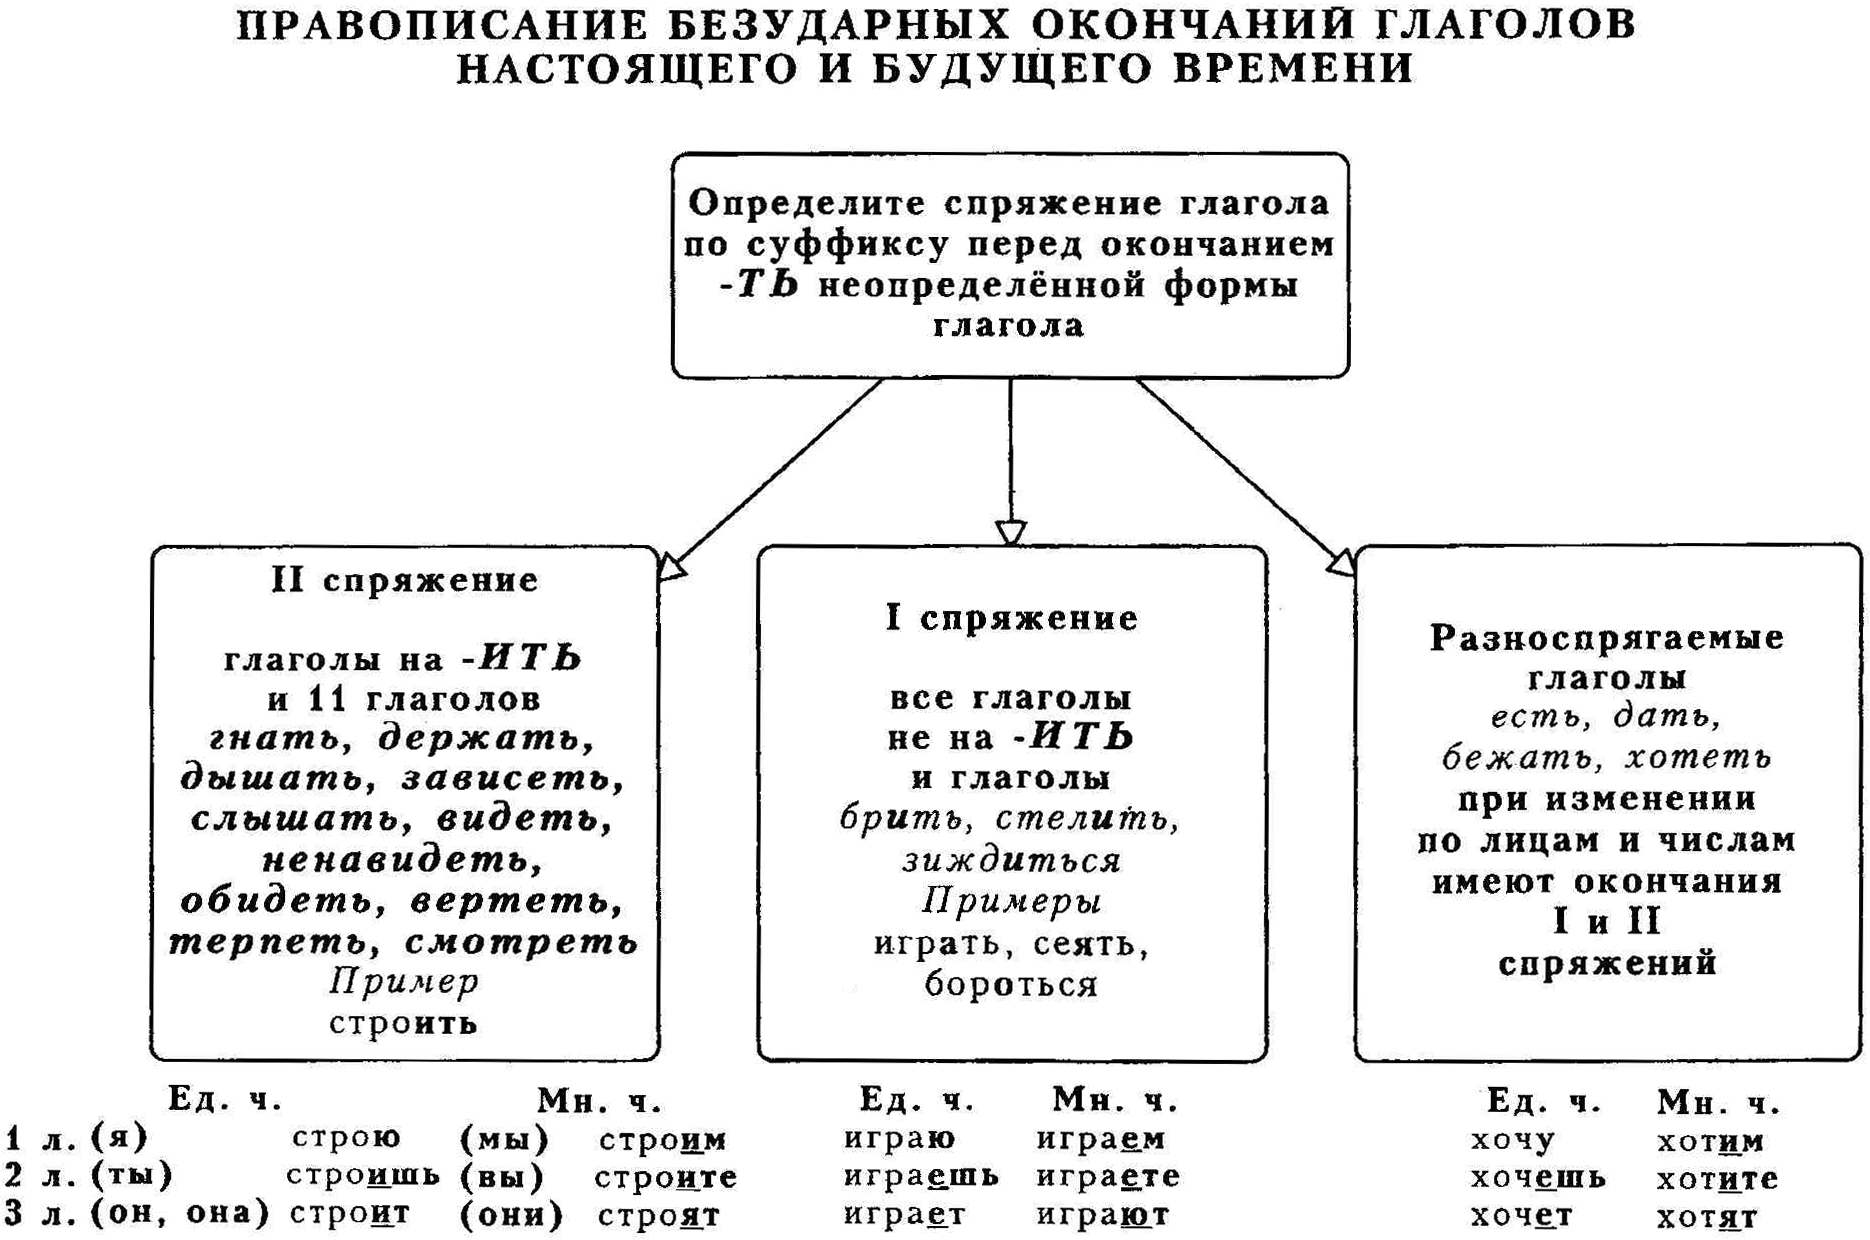 ПРАВОПИСАНИЕ БЕЗУДАРНЫХ ОКОНЧАНИЙ ГЛАГОЛОВ
НАСТОЯЩЕГО И БУДУЩЕГО ВРЕМЕНИ
Определите спряжение глагола
по суффиксу перед окончанием
-ТЬ неопределённой формы
глагола
II спряжение
глаголы на -ИТЬ
и 11 глаголов
гнать, держать,
дышать, зависеть,
слышать, видеть,
ненавидеть,
обидеть, вертеть,
терпеть, смотреть
Пример
строить
I спряжение
все глаголы
не на -ИТЬ
и глаголы
брить, стелить,
зиждиться
Примеры
играть, сеять,
бороться
Разноспрягаемые
глаголы
есть, дать,
бежать, хотеть
при изменении
по лицам и числам
имеют окончания
I и II
спряжений
Ед. ч. Мн. ч. Ед. ч. Мн. ч. Ед. ч. Мн. ч.
1 л. (я) строю (мы) строим играю играем хочу хотим
2 л. (ты) строишь (вы) строите играешь играете хочешь хотите
3 л. (он, она) строит (они) строят играет играют хочет хотят